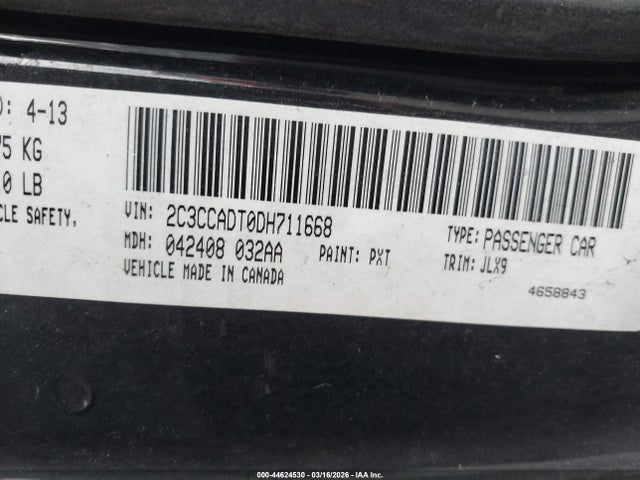 D: 4-13
75 KG
0 LB
CLE SAFETY,
VIN: 2C3CCADT0DH711668 TYPE: PASSENGER CAR
MDH: 042408 032AA PAINT: PXT TRIM: JLX9
VEHICLE MADE IN CANADA
4658843
000-44624530 - 03/16/2026 - IAA Inc.